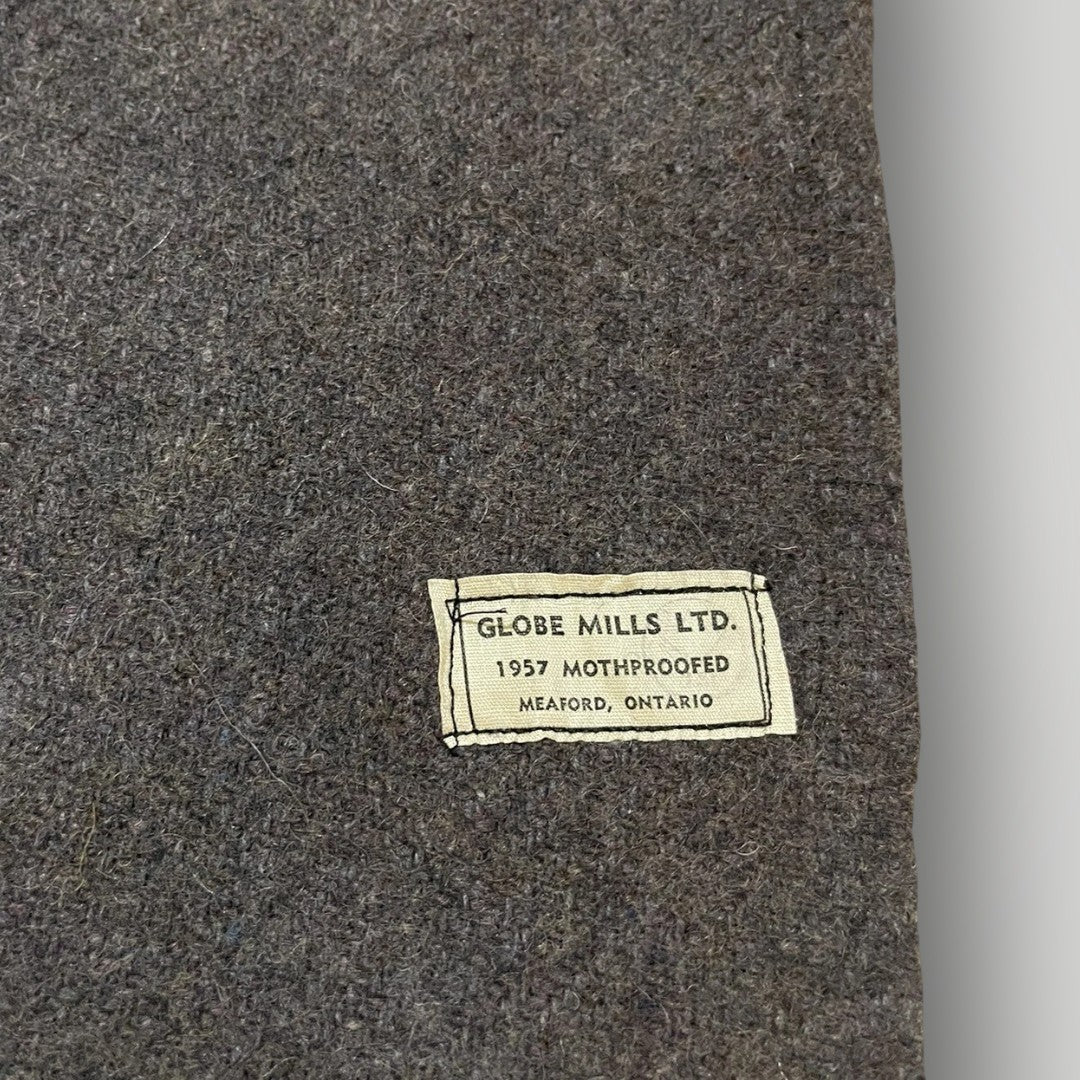 GLOBE MILLS LTD.
1957 MOTHPROOFED
MEAFORD, ONTARIO